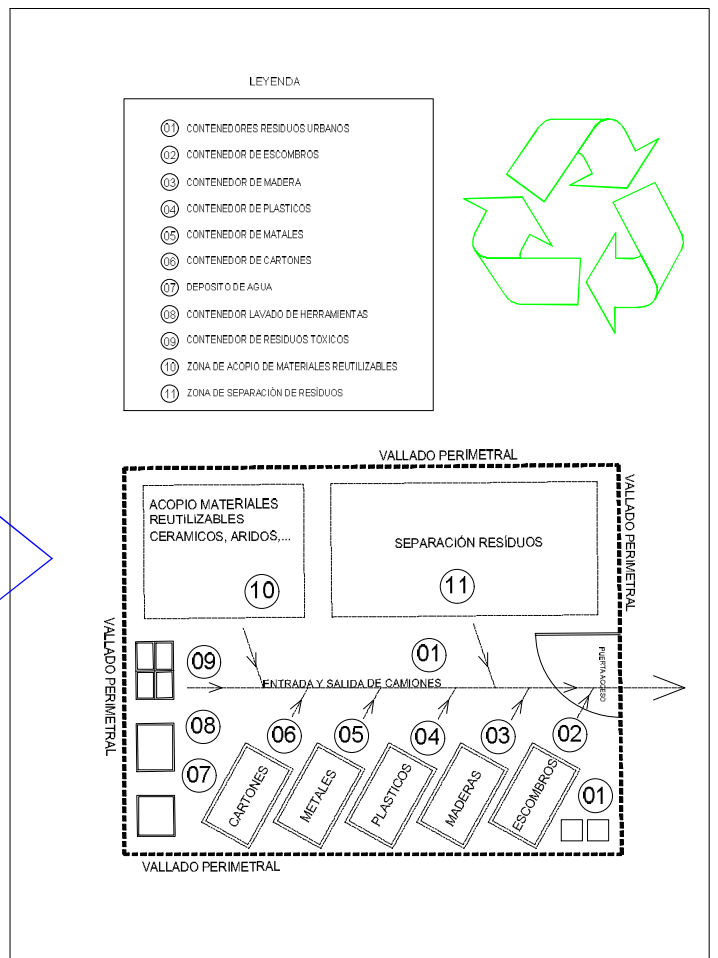 LEYENDA
01 CONTENEDORES RESIDUOS URBANOS
02 CONTENEDOR DE ESCOMBROS
03 CONTENEDOR DE MADERA
04 CONTENEDOR DE PLASTICOS
05 CONTENEDOR DE MATALES
06 CONTENEDOR DE CARTONES
07 DEPOSITO DE AGUA
08 CONTENEDOR LAVADO DE HERRAMIENTAS
09 CONTENEDOR DE RESIDUOS TOXICOS
10 ZONA DE ACOPIO DE MATERIALES REUTILIZABLES
11 ZONA DE SEPARACIÓN DE RESÍDUOS
VALLADO PERIMETRAL
VALLADO PERIMETRAL
ACOPIO MATERIALES
REUTILIZABLES
CERAMICOS, ARIDOS,...
10
SEPARACIÓN RESÍDUOS
11
VALLADO PERIMETRAL
09
01
PUERTA ACCESO
ENTRADA Y SALIDA DE CAMIONES
08
06
05
04
03
02
07
CARTONES
METALES
PLASTICOS
MADERAS
ESCOMBROS
01
VALLADO PERIMETRAL